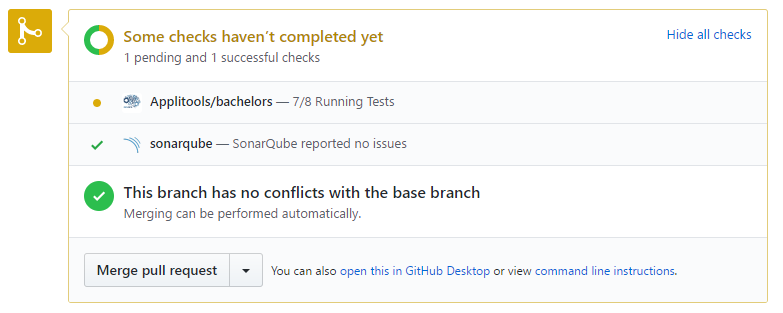 Some checks haven't completed yet
Hide all checks
1 pending and 1 successful checks
Applitools/bachelors — 7/8 Running Tests
sonarqube — SonarQube reported no issues
This branch has no conflicts with the base branch
Merging can be performed automatically.
Merge pull request
You can also open this in GitHub Desktop or view command line instructions.